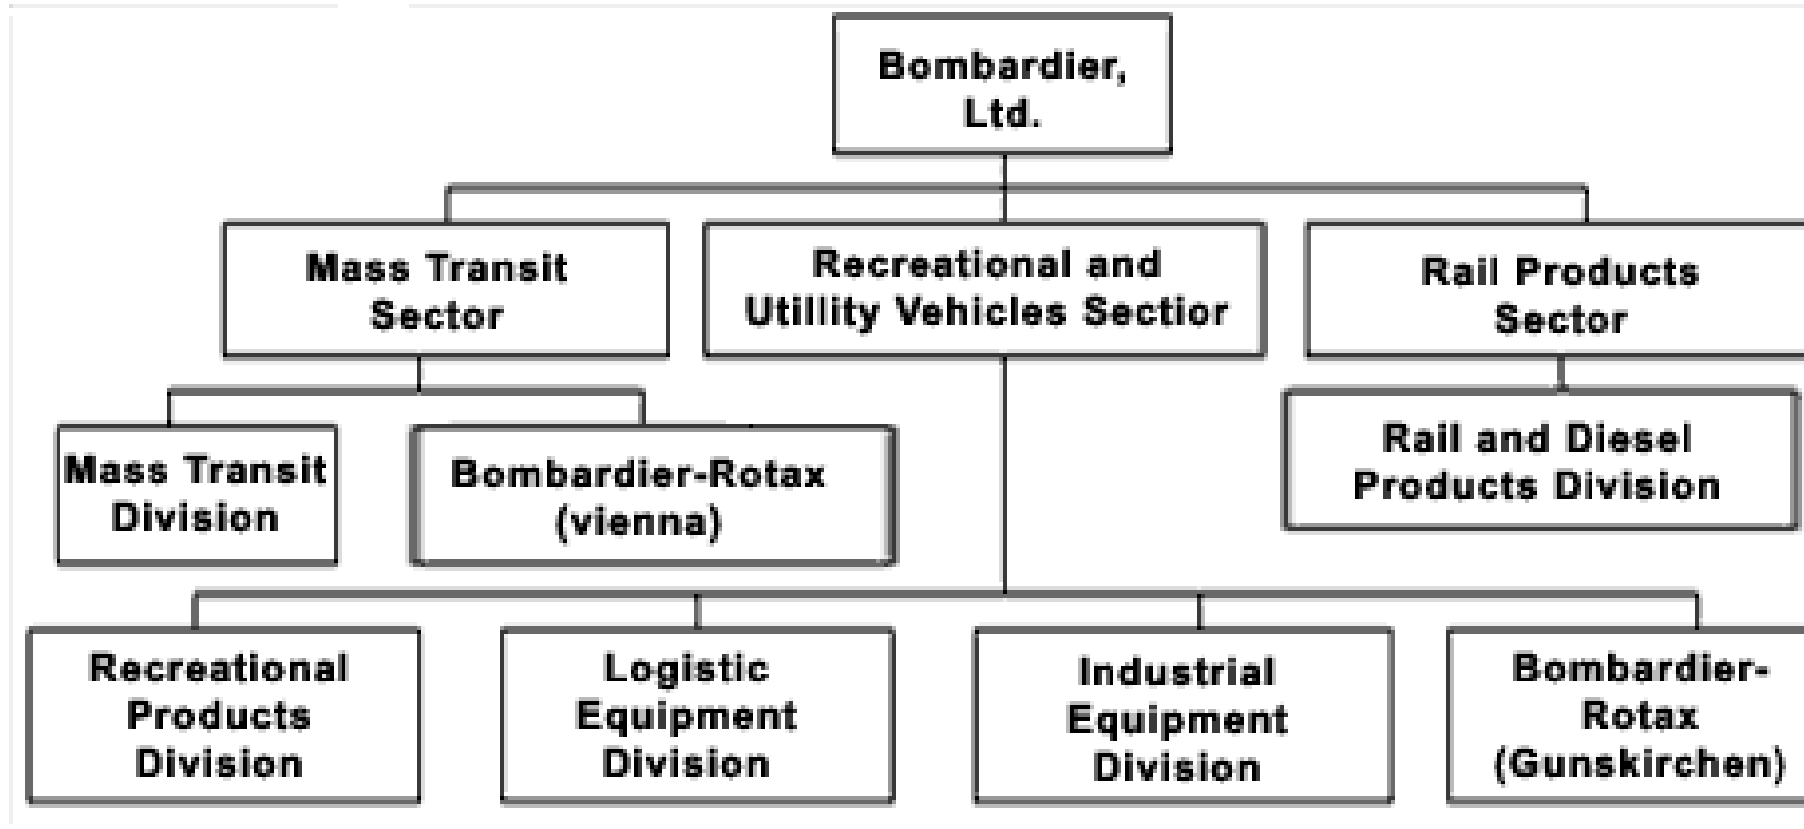 Bombardier,
Ltd.
Mass Transit
Sector
Recreational and
Utillity Vehicles Sectior
Rail Products
Sector
Mass Transit
Division
Bombardier-Rotax
(vienna)
Rail and Diesel
Products Division
Recreational
Products
Division
Logistic
Equipment
Division
Industrial
Equipment
Division
Bombardier-
Rotax
(Gunskirchen)